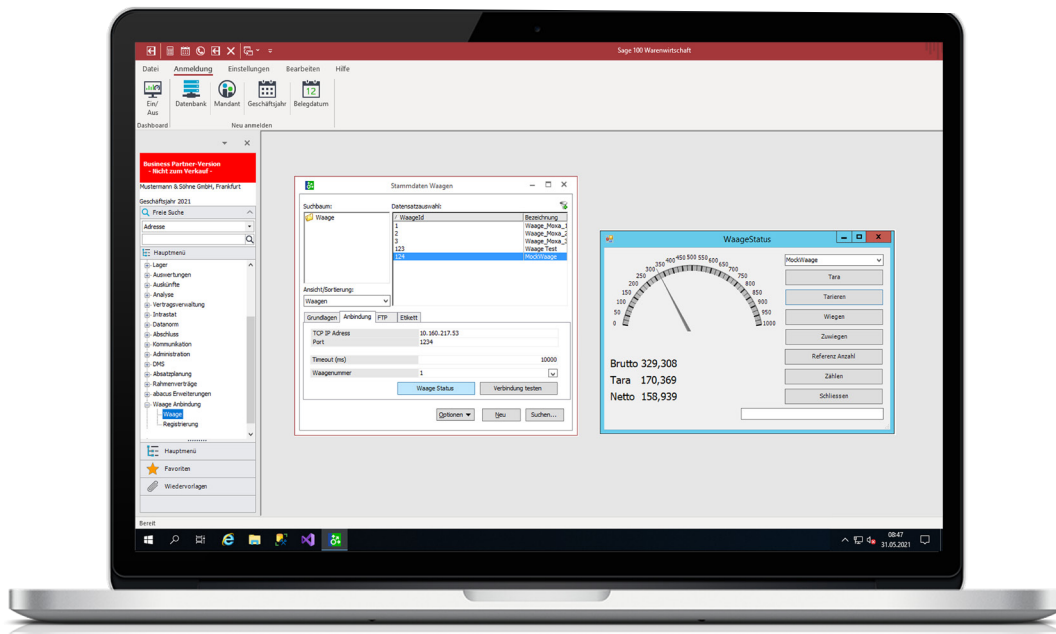 Sage 100 Warenwirtschaft
Datei Anmeldung Einstellungen Bearbeiten Hilfe
Ein/ Aus Datenbank Mandant Geschäftsjahr 12 Belegdatum
Dashboard Neu anmelden
Business Partner-Version
- Nicht zum Verkauf -
Mustermann & Söhne GmbH, Frankfurt
Geschäftsjahr 2021
Freie Suche
Adresse
Hauptmenü
Lager
Auswertungen
Auskünfte
Analyse
Vertragsverwaltung
Intrastat
Datanorm
Abschluss
Kommunikation
Administration
DMS
Absatzplanung
Rahmenverträge
abacus Erweiterungen
Waage Anbindung
Waage
Registrierung
Hauptmenü
Favoriten
Wiedervorlagen
Bereit
Stammdaten Waagen
Suchbaum: Datensatzauswahl:
Waage
/ WaageId Bezeichnung
1 Waage_Moxa_1
2 Waage_Moxa_2
3 Waage_Moxa_3
123 Waage Test
124 MockWaage
Ansicht/Sortierung:
Waagen
Grundlagen Anbindung FTP Etikett
TCP IP Adress 10.160.217.53
Port 1234
Timeout (ms) 10000
Waagenummer 1
Waage Status Verbindung testen
Optionen Neu Suchen...
WaageStatus
0 50 100 150 200 250 300 350 400 450 500 550 600 650 700 750 800 850 900 950 1000
Brutto 329,308
Tara 170,369
Netto 158,939
MockWaage
Tara
Tarieren
Wiegen
Zuwiegen
Referenz Anzahl
Zählen
Schliessen
08:47
31.05.2021